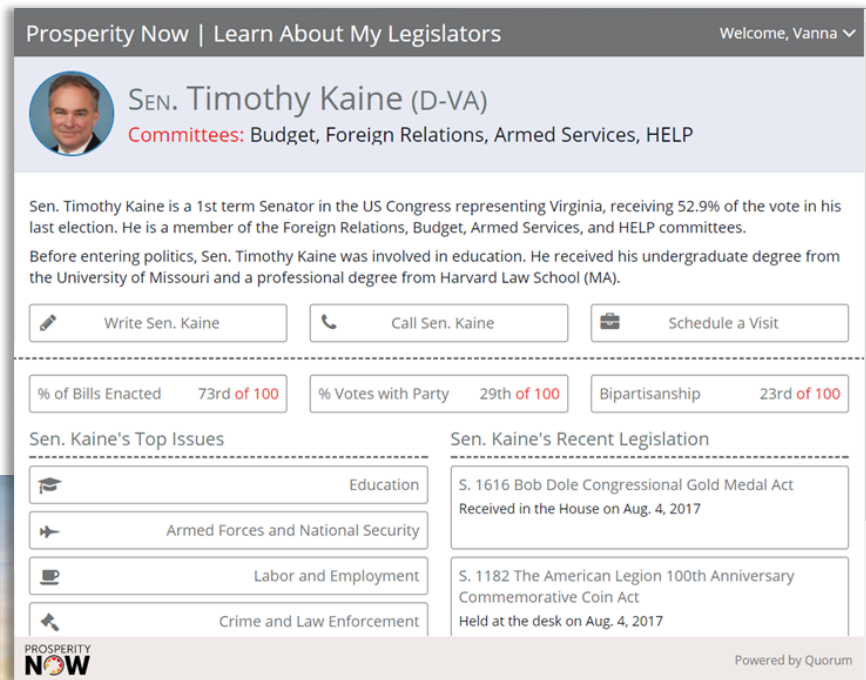 Prosperity Now | Learn About My Legislators
Welcome, Vanna
SEN. Timothy Kaine (D-VA)
Committees: Budget, Foreign Relations, Armed Services, HELP
Sen. Timothy Kaine is a 1st term Senator in the US Congress representing Virginia, receiving 52.9% of the vote in his
last election. He is a member of the Foreign Relations, Budget, Armed Services, and HELP committees.
Before entering politics, Sen. Timothy Kaine was involved in education. He received his undergraduate degree from
the University of Missouri and a professional degree from Harvard Law School (MA).
Write Sen. Kaine
Call Sen. Kaine
Schedule a Visit
% of Bills Enacted 73rd of 100
% Votes with Party 29th of 100
Bipartisanship 23rd of 100
Sen. Kaine's Top Issues
Education
Armed Forces and National Security
Labor and Employment
Crime and Law Enforcement
Sen. Kaine's Recent Legislation
S. 1616 Bob Dole Congressional Gold Medal Act
Received in the House on Aug. 4, 2017
S. 1182 The American Legion 100th Anniversary
Commemorative Coin Act
Held at the desk on Aug. 4, 2017
PROSPERITY
NOW
Powered by Quorum